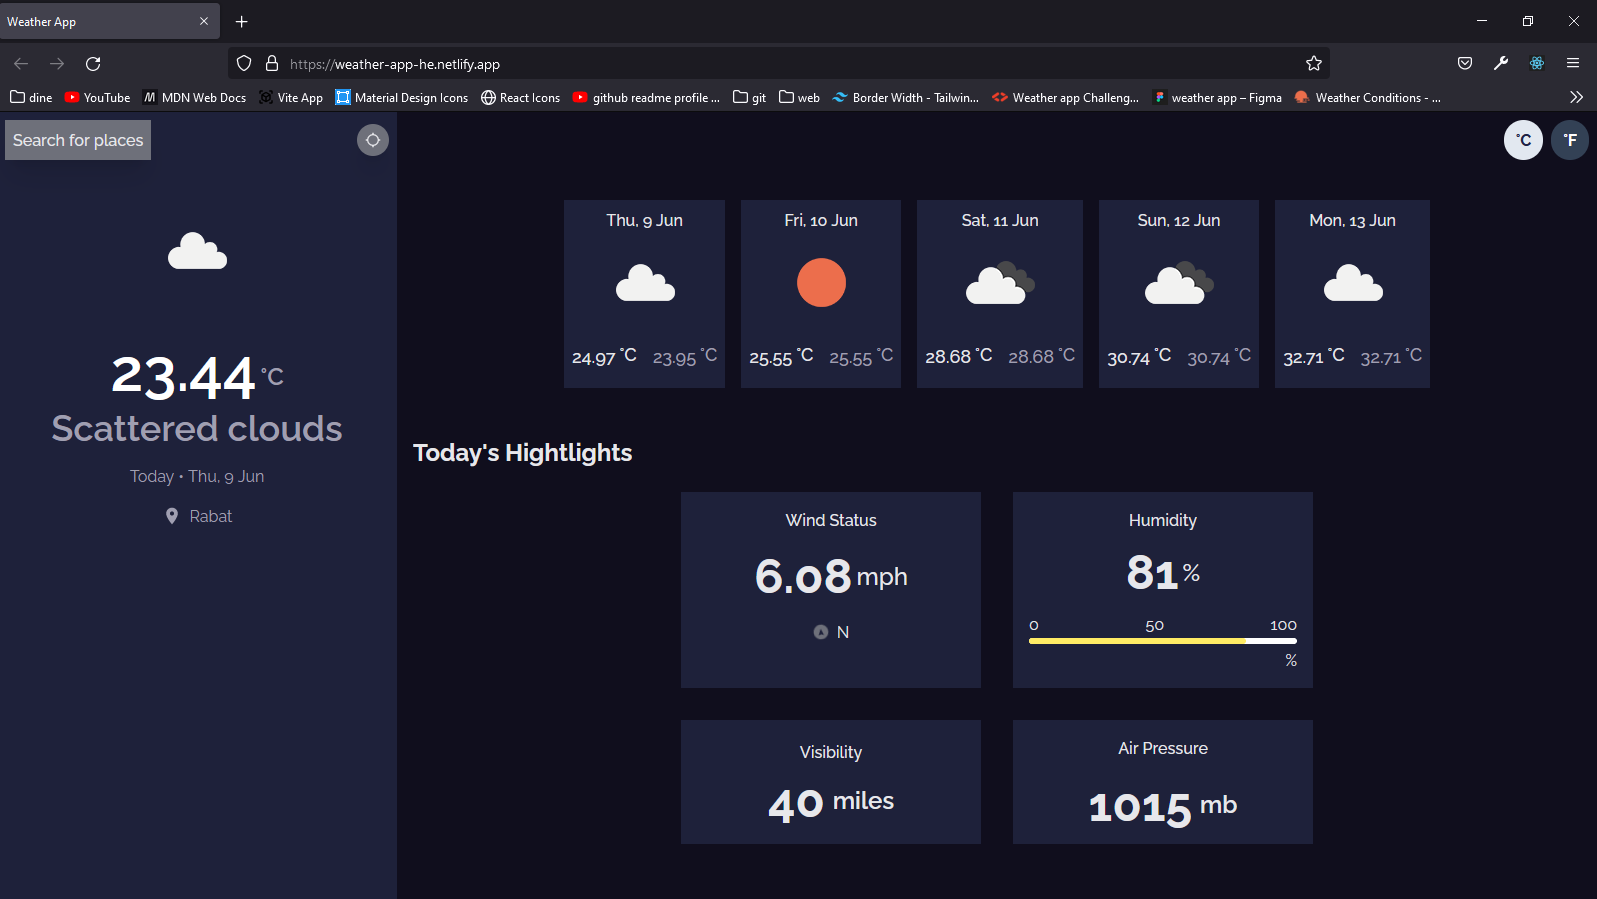 Weather App
https://weather-app-he.netlify.app
dine YouTube MDN Web Docs Vite App Material Design Icons React Icons github readme profile ... git web Border Width - Tailwin... Weather app Challeng... weather app – Figma Weather Conditions - ...
Search for places
°C °F
23.44 °C
Scattered clouds
Today • Thu, 9 Jun
Rabat
Thu, 9 Jun
24.97 °C 23.95 °C
Fri, 10 Jun
25.55 °C 25.55 °C
Sat, 11 Jun
28.68 °C 28.68 °C
Sun, 12 Jun
30.74 °C 30.74 °C
Mon, 13 Jun
32.71 °C 32.71 °C
Today's Hightlights
Wind Status
6.08 mph
N
Humidity
81 %
0 50 100
%
Visibility
40 miles
Air Pressure
1015 mb